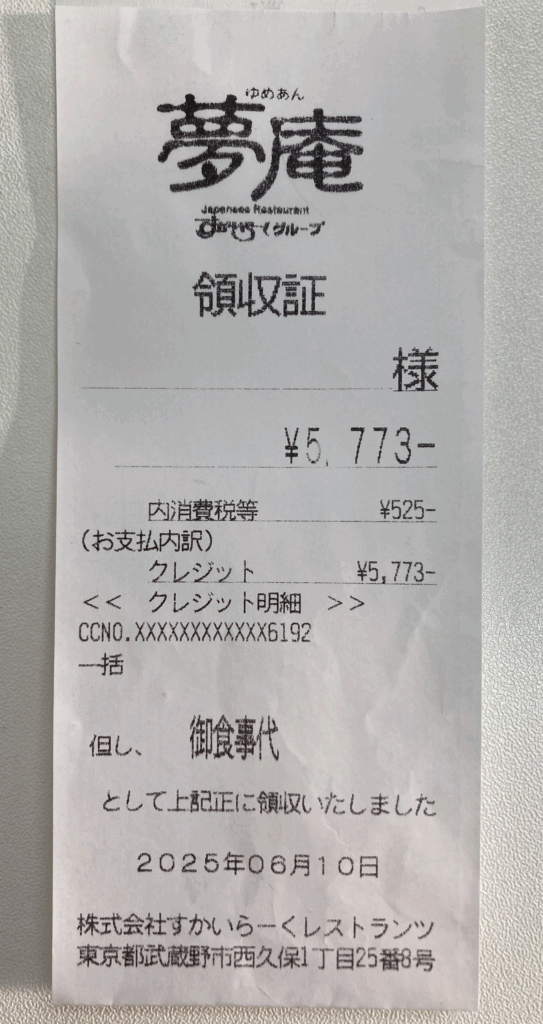 ゆめあん
夢庵
Japanese Restaurant
すかいらーくグループ
領収証
様
¥5,773-
内消費税等 ¥525-
(お支払内訳)
クレジット ¥5,773-
<< クレジット明細 >>
CCNO.XXXXXXXXXXXX6192
一括
但し、 御食事代
として上記正に領収いたしました
2025年06月10日
株式会社すかいらーくレストランツ
東京都武蔵野市西久保1丁目25番8号